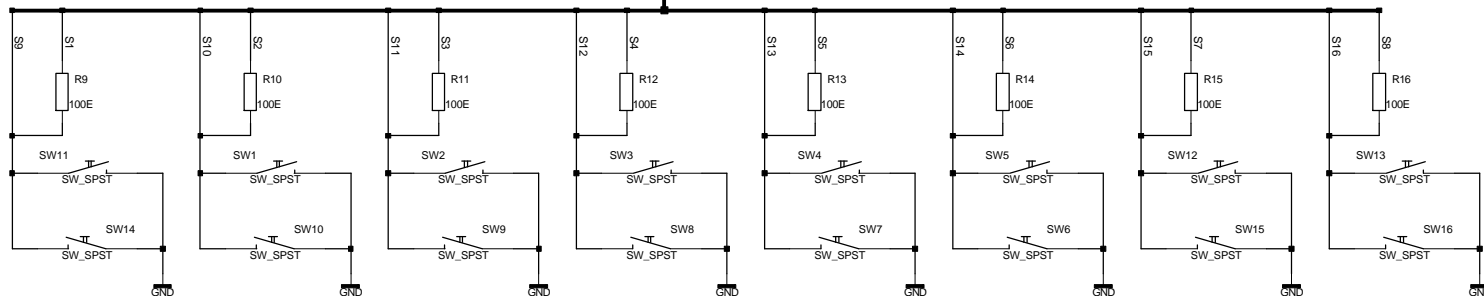 S9 S1 S10 S2 S11 S3 S12 S4 S13 S5 S14 S6 S15 S7 S16 S8
R9 R10 R11 R12 R13 R14 R15 R16
100E 100E 100E 100E 100E 100E 100E 100E
SW11 SW1 SW2 SW3 SW4 SW5 SW12 SW13
SW_SPST SW_SPST SW_SPST SW_SPST SW_SPST SW_SPST SW_SPST SW_SPST
SW14 SW10 SW9 SW8 SW7 SW6 SW15 SW16
SW_SPST SW_SPST SW_SPST SW_SPST SW_SPST SW_SPST SW_SPST SW_SPST
GND GND GND GND GND GND GND GND